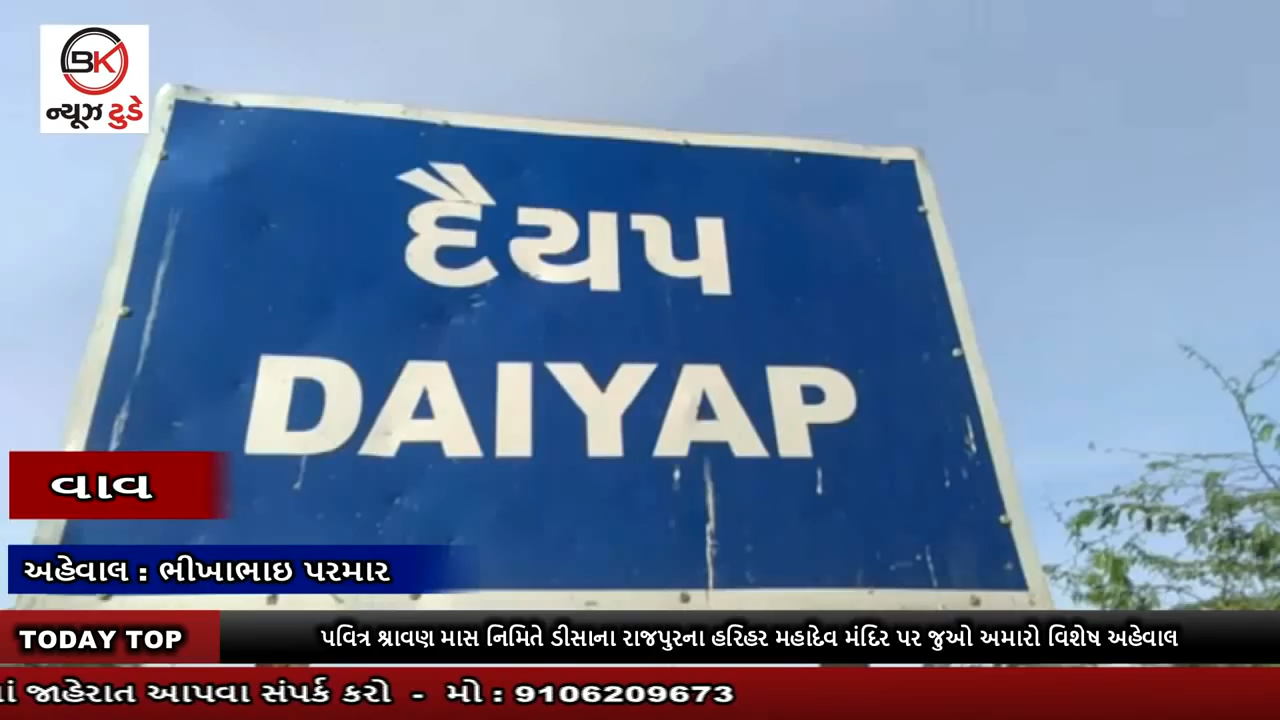 BK
ન્યૂઝ ટુડે
દૈયપ
DAIYAP
વાવ
અહેવાલ : ભીખાભાઇ પરમાર
TODAY TOP
પવિત્ર શ્રાવણ માસ નિમિતે ડીસાના રાજપુરના હરિહર મહાદેવ મંદિર પર જુઓ અમારો વિશેષ અહેવાલ
જાહેરાત આપવા સંપર્ક કરો - મો : 9106209673